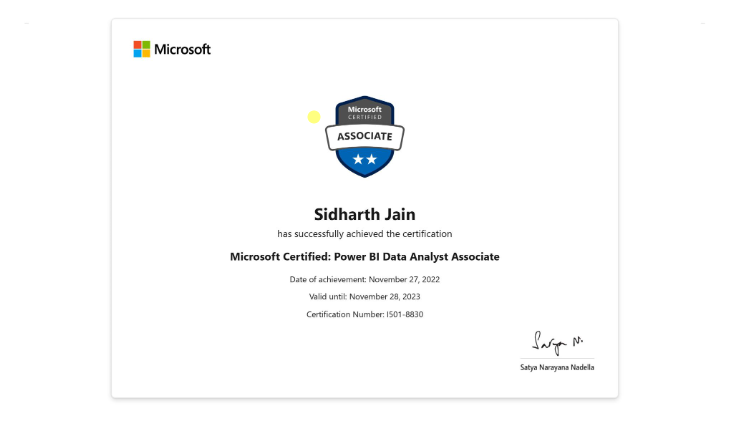 Microsoft
Microsoft
CERTIFIED
ASSOCIATE
Sidharth Jain
has successfully achieved the certification
Microsoft Certified: Power BI Data Analyst Associate
Date of achievement: November 27, 2022
Valid until: November 28, 2023
Certification Number: I501-8830
Satya N.
Satya Narayana Nadella